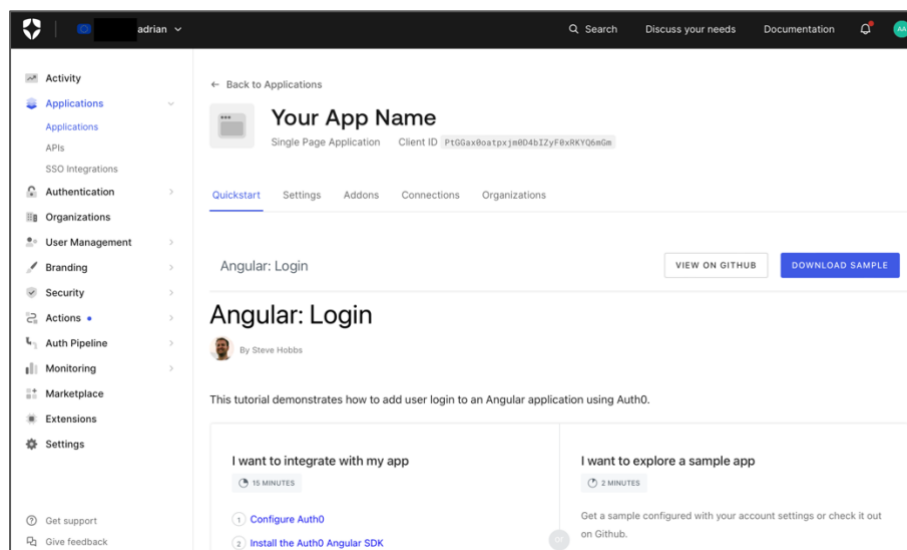 adrian
Search
Discuss your needs
Documentation
AA
Activity
Applications
Applications
APIs
SSO Integrations
Authentication
Organizations
User Management
Branding
Security
Actions
Auth Pipeline
Monitoring
Marketplace
Extensions
Settings
Get support
Give feedback
← Back to Applications
Your App Name
Single Page Application Client ID
Quickstart Settings Addons Connections Organizations
Angular: Login
VIEW ON GITHUB
DOWNLOAD SAMPLE
Angular: Login
By Steve Hobbs
This tutorial demonstrates how to add user login to an Angular application using Auth0.
I want to integrate with my app
15 MINUTES
1 Configure Auth0
2 Install the Auth0 Angular SDK
I want to explore a sample app
2 MINUTES
Get a sample configured with your account settings or check it out
on Github.